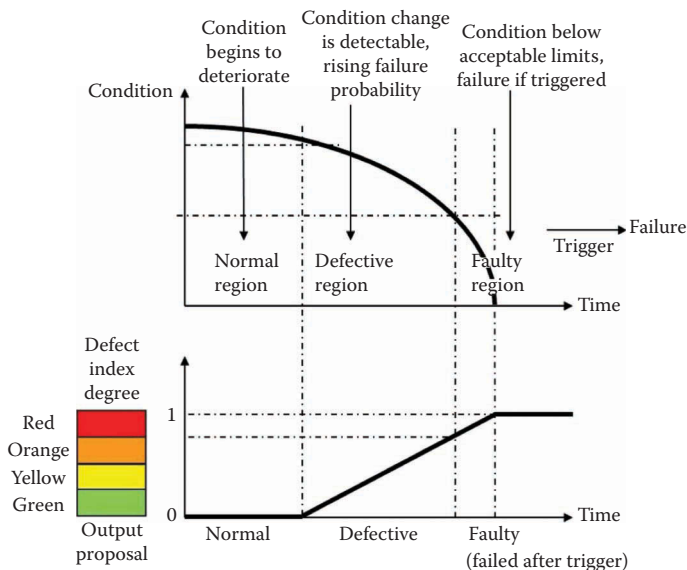 Condition
begins to
deteriorate
Condition change
is detectable,
rising failure
probability
Condition below
acceptable limits,
failure if triggered
Condition
Normal
region
Defective
region
Faulty
region
Trigger
Failure
Time
Defect
index
degree
Red
Orange
Yellow
Green
Output
proposal
1
0
Normal
Defective
Faulty
(failed after trigger)
Time